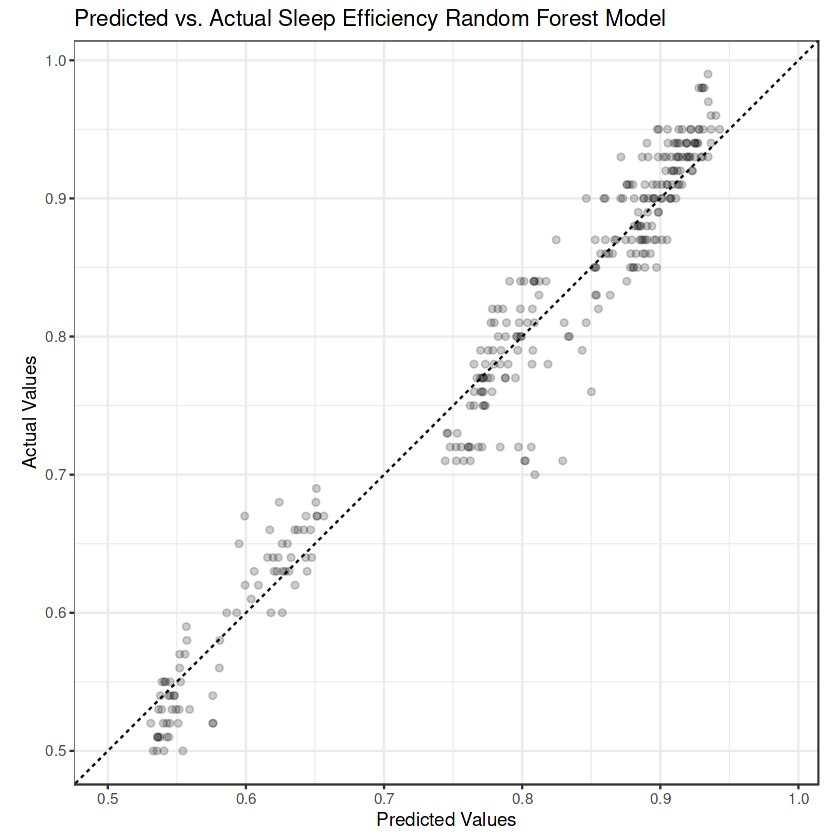 Predicted vs. Actual Sleep Efficiency Random Forest Model
1.0
0.9
0.8
0.7
0.6
0.5
Actual Values
0.5 0.6 0.7 0.8 0.9 1.0
Predicted Values